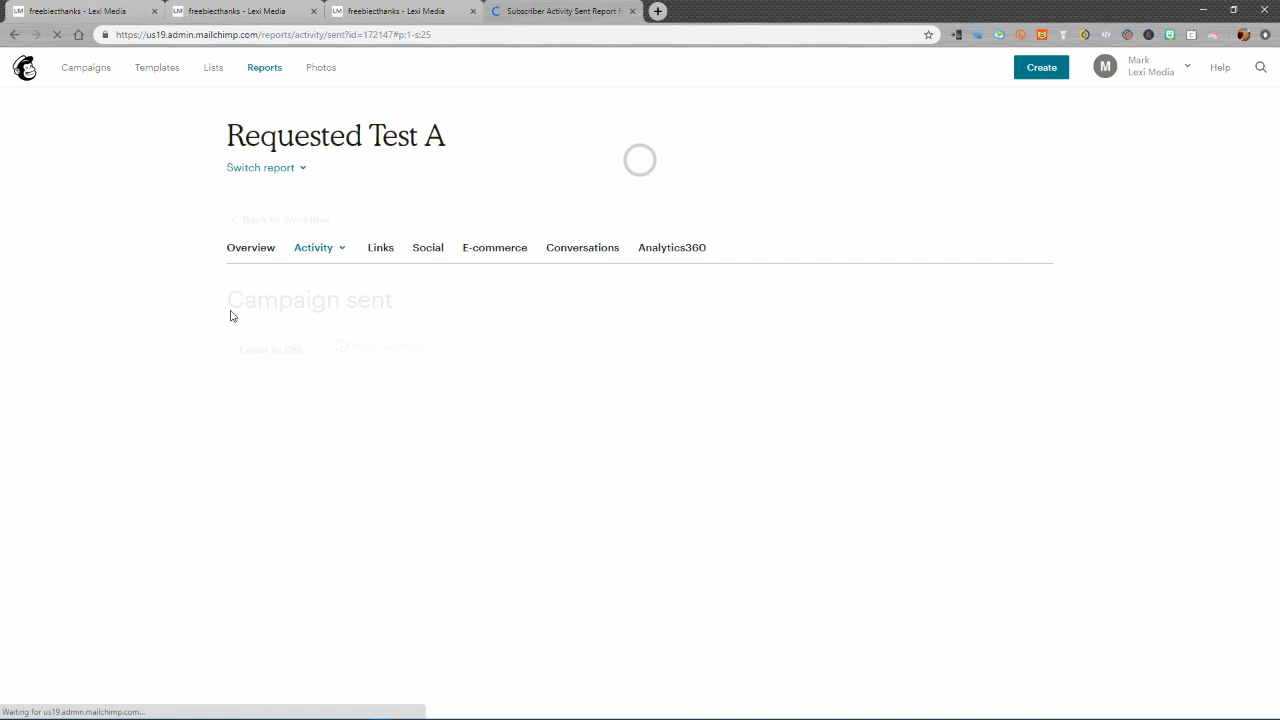 LM freebiecthanks - Lexi Media
LM freebiecthanks - Lexi Media
LM freebiecthanks - Lexi Media
Subscriber Activity Sent Report f
https://us19.admin.mailchimp.com/reports/activity/sent?id=172147#p:1-s:25
Campaigns Templates Lists Reports Photos
Create
M
Mark
Lexi Media
Help
Requested Test A
Switch report
Back to Workflow
Overview Activity Links Social E-commerce Conversations Analytics360
Campaign sent
Export As CSV
Waiting for us19.admin.mailchimp.com...